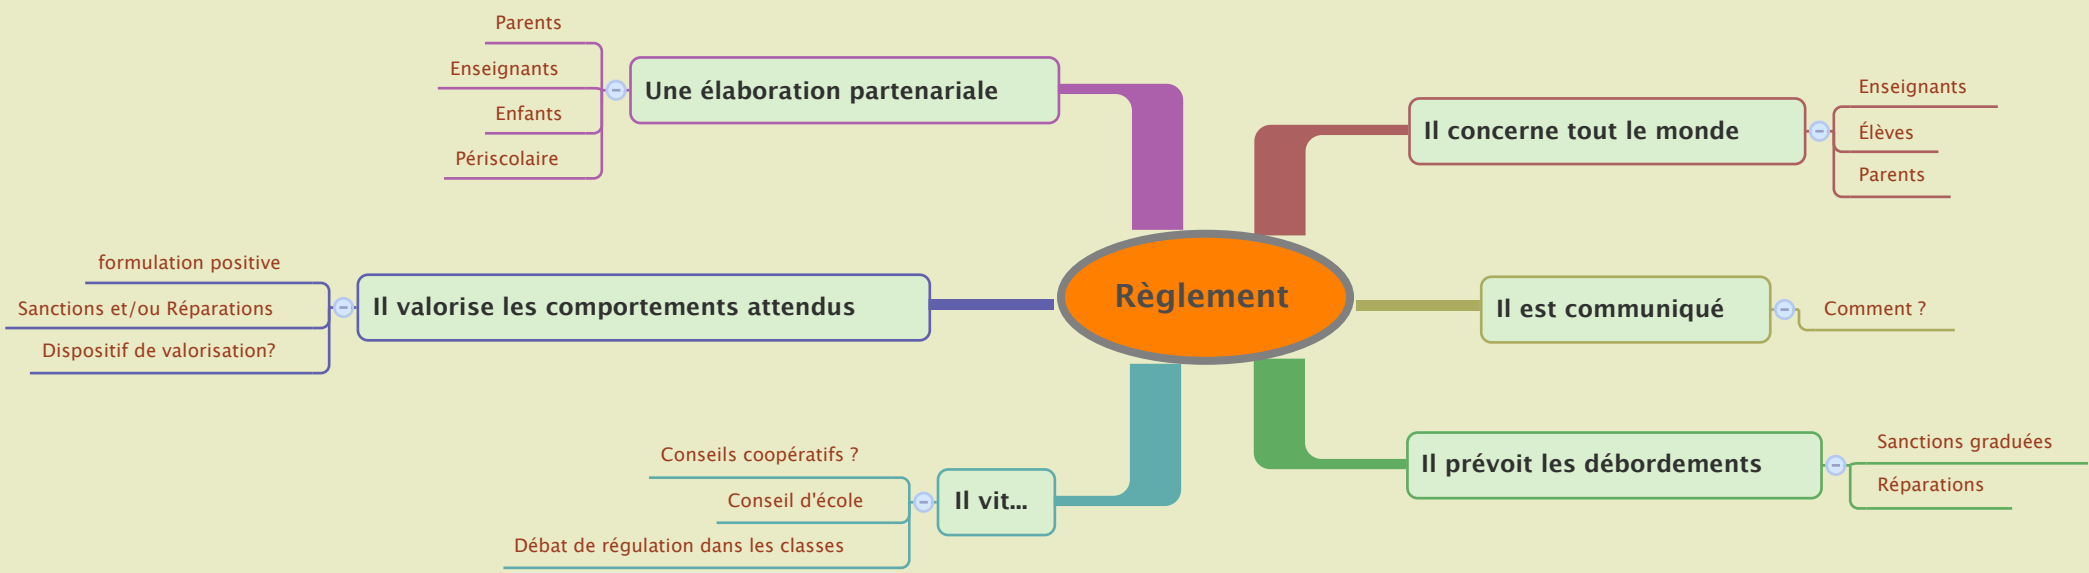 Règlement
Une élaboration partenariale
Parents
Enseignants
Enfants
Périscolaire
Il concerne tout le monde
Enseignants
Élèves
Parents
Il valorise les comportements attendus
formulation positive
Sanctions et/ou Réparations
Dispositif de valorisation?
Il est communiqué
Comment ?
Il vit...
Conseils coopératifs ?
Conseil d'école
Débat de régulation dans les classes
Il prévoit les débordements
Sanctions graduées
Réparations